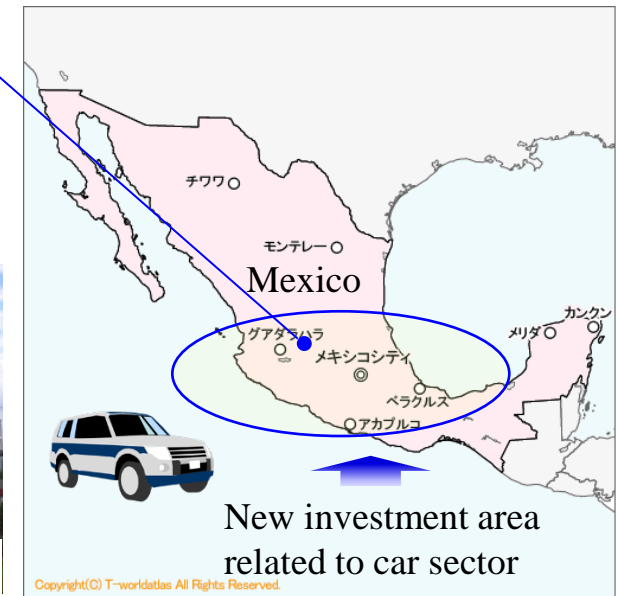 チワワ
モンテレー
Mexico
カンクン
メリダ
グアダラハラ
メキシコシティ
ベラクルス
アカプルコ
New investment area
related to car sector
Copyright(C) T-worldatlas All Rights Reserved.